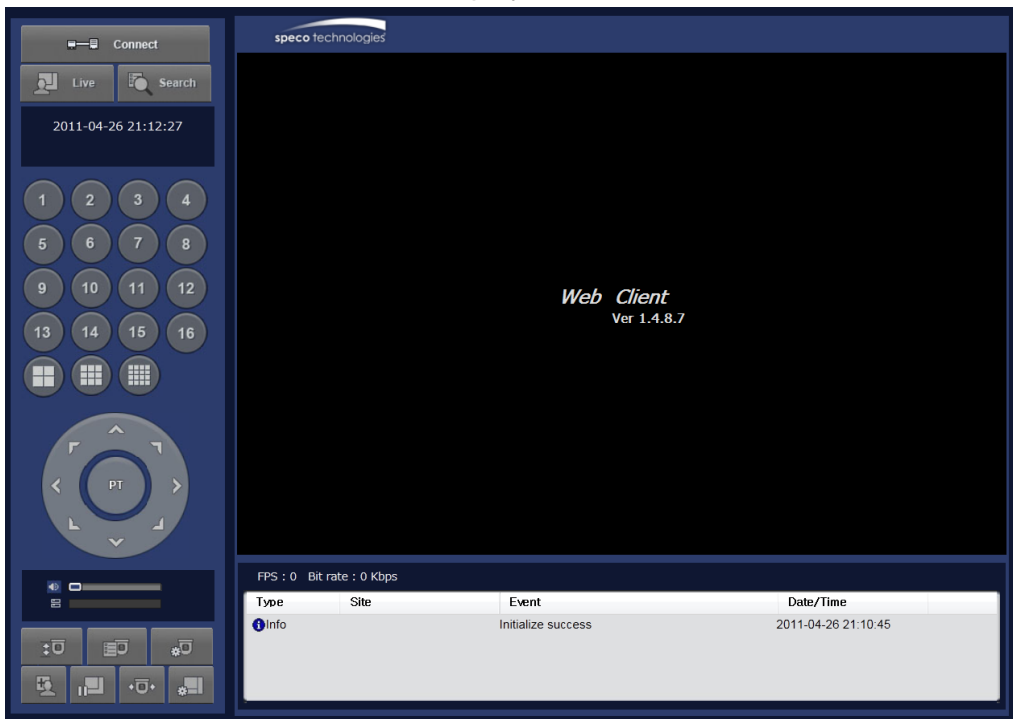 Connect
speco technologies
Live
Search
2011-04-26 21:12:27
1
2
3
4
5
6
7
8
9
10
11
12
13
14
15
16
Web Client
Ver 1.4.8.7
PT
FPS : 0 Bit rate : 0 Kbps
Type Site Event Date/Time
Info Initialize success 2011-04-26 21:10:45